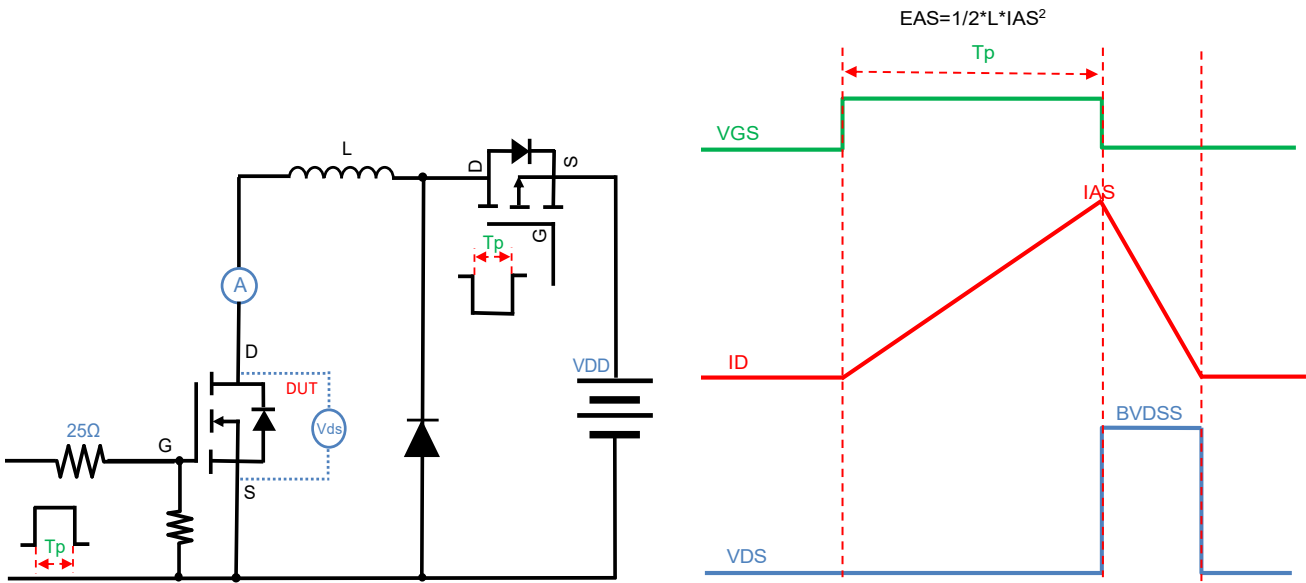 EAS=1/2*L*IAS²
Tp
VGS
L
D
S
G
Tp
IAS
A
VDD
D
DUT
ID
Vds
BVDSS
25Ω
G
S
Tp
VDS